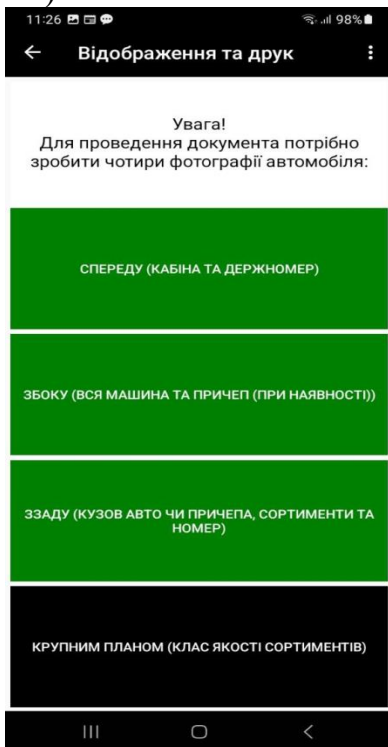 11:26 98%
Відображення та друк
Увага!
Для проведення документа потрібно
зробити чотири фотографії автомобіля:
СПЕРЕДУ (КАБІНА ТА ДЕРЖНОМЕР)
ЗБОКУ (ВСЯ МАШИНА ТА ПРИЧЕП (ПРИ НАЯВНОСТІ))
ЗЗАДУ (КУЗОВ АВТО ЧИ ПРИЧЕПА, СОРТИМЕНТИ ТА
НОМЕР)
КРУПНИМ ПЛАНОМ (КЛАС ЯКОСТІ СОРТИМЕНТІВ)